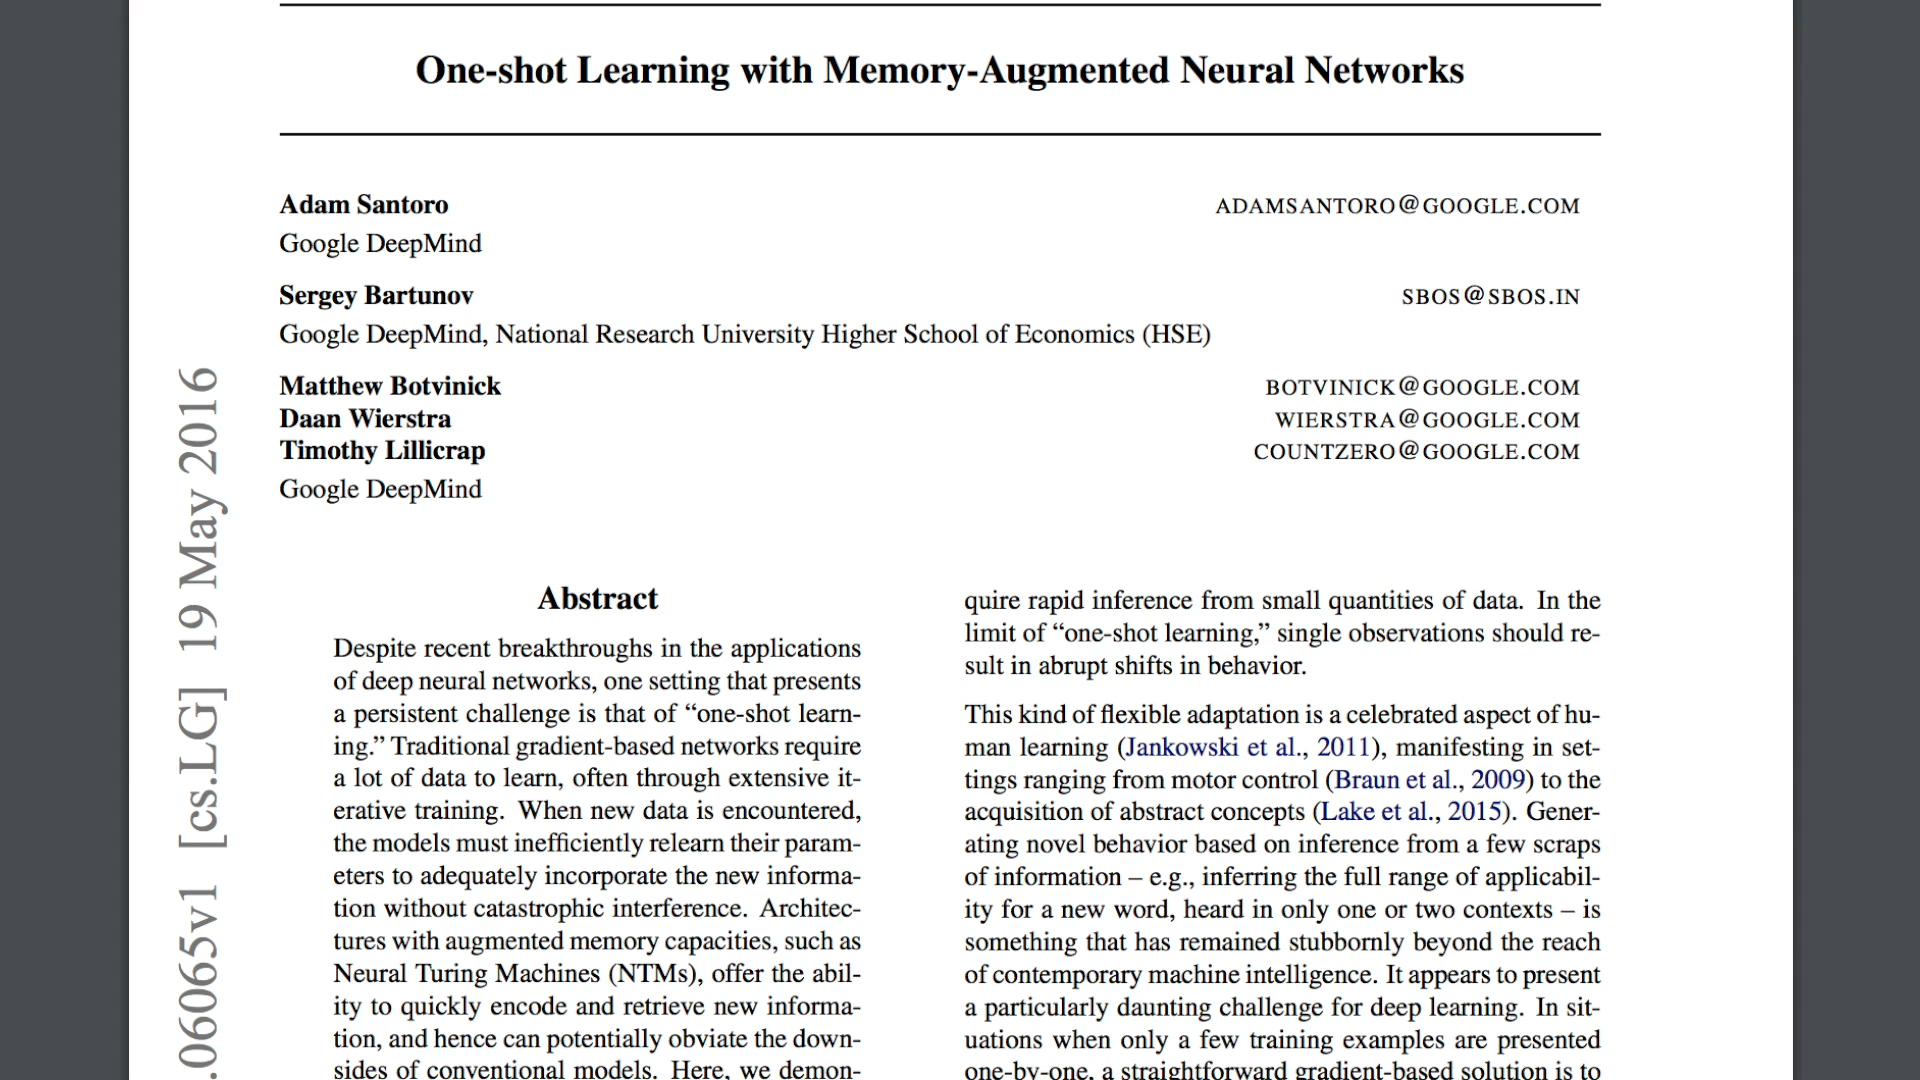 One-shot Learning with Memory-Augmented Neural Networks
Adam Santoro ADAMSANTORO@GOOGLE.COM
Google DeepMind
Sergey Bartunov SBOS@SBOS.IN
Google DeepMind, National Research University Higher School of Economics (HSE)
Matthew Botvinick BOTVINICK@GOOGLE.COM
Daan Wierstra WIERSTRA@GOOGLE.COM
Timothy Lillicrap COUNTZERO@GOOGLE.COM
Google DeepMind
.06065v1 [cs.LG] 19 May 2016
Abstract
Despite recent breakthroughs in the applications
of deep neural networks, one setting that presents
a persistent challenge is that of “one-shot learn-
ing.” Traditional gradient-based networks require
a lot of data to learn, often through extensive it-
erative training. When new data is encountered,
the models must inefficiently relearn their param-
eters to adequately incorporate the new informa-
tion without catastrophic interference. Architec-
tures with augmented memory capacities, such as
Neural Turing Machines (NTMs), offer the abil-
ity to quickly encode and retrieve new informa-
tion, and hence can potentially obviate the down-
sides of conventional models. Here, we demon-
quire rapid inference from small quantities of data. In the
limit of “one-shot learning,” single observations should re-
sult in abrupt shifts in behavior.
This kind of flexible adaptation is a celebrated aspect of hu-
man learning (Jankowski et al., 2011), manifesting in set-
tings ranging from motor control (Braun et al., 2009) to the
acquisition of abstract concepts (Lake et al., 2015). Gener-
ating novel behavior based on inference from a few scraps
of information – e.g., inferring the full range of applicabil-
ity for a new word, heard in only one or two contexts – is
something that has remained stubbornly beyond the reach
of contemporary machine intelligence. It appears to present
a particularly daunting challenge for deep learning. In sit-
uations when only a few training examples are presented
one-by-one, a straightforward gradient-based solution is to